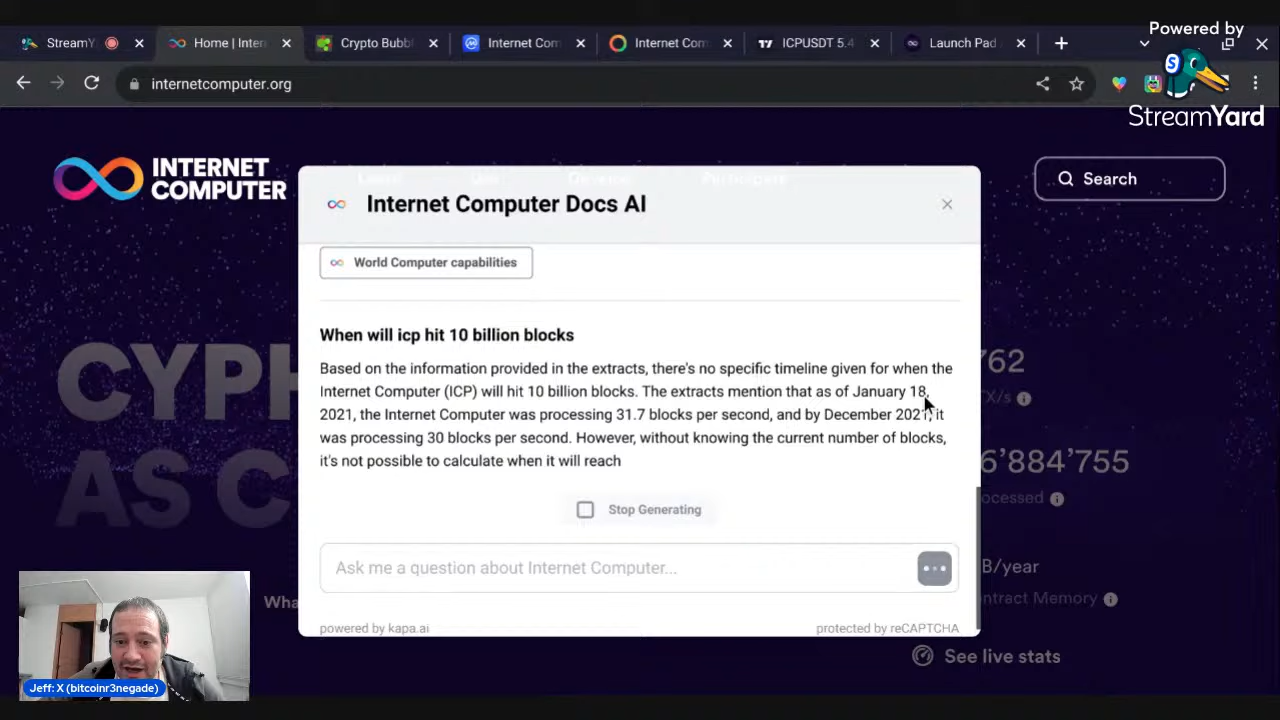 Powered by
StreamYard
StreamY
Home | Inter
Crypto Bubb
Internet Com
Internet Com
ICPUSDT 5.4
Launch Pad
internetcomputer.org
INTERNET
COMPUTER
Search
Internet Computer Docs AI
World Computer capabilities
When will icp hit 10 billion blocks
Based on the information provided in the extracts, there's no specific timeline given for when the
Internet Computer (ICP) will hit 10 billion blocks. The extracts mention that as of January 18,
2021, the Internet Computer was processing 31.7 blocks per second, and by December 2021, it
was processing 30 blocks per second. However, without knowing the current number of blocks,
it's not possible to calculate when it will reach
Stop Generating
Ask me a question about Internet Computer...
powered by kapa.ai
protected by reCAPTCHA
CYPH
AS C
Wha
762
TX/s
6'884'755
ocessed
B/year
ntract Memory
See live stats
Jeff: X (bitcoinr3negade)